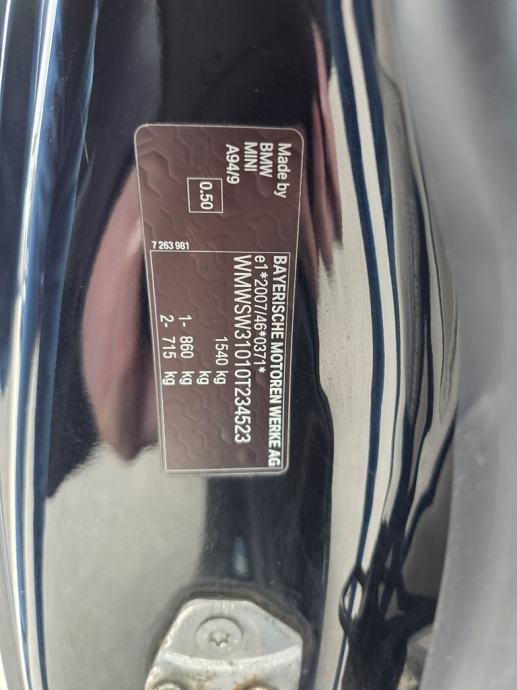 Made by
BMW
MINI
A94/9
0.50
7 263 981
BAYERISCHE MOTOREN WERKE AG
e1*2007/46*0371*
WMWSW31010T234523
1540 kg
kg
1- 860 kg
2- 715 kg